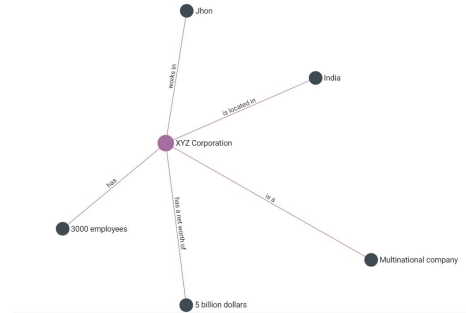 Jhon
works in
India
is located in
XYZ Corporation
has
has a net worth of
is a
3000 employees
Multinational company
5 billion dollars